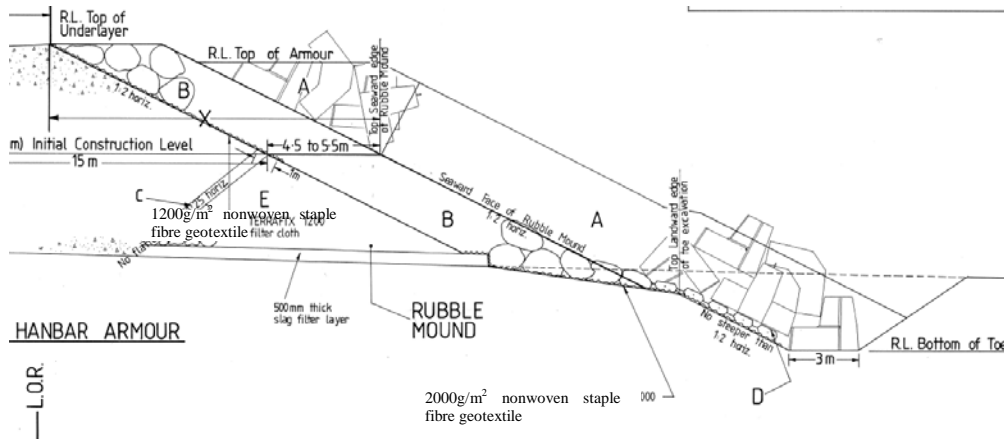 R.L. Top of
Underlayer
R.L. Top of Armour
B
A
1:2 horiz.
X
Top Seaward edge
of Rubble Mound
4·5 to 5·5m
m) Initial Construction Level
15 m
1m
C
·25 horiz.
E
1200g/m² nonwoven staple
fibre geotextile
TERRAFIX 1200
filter cloth
B
Seaward Face of Rubble Mound
1:2 horiz.
A
Top Landward edge
of toe excavation
500mm thick
slag filter layer
RUBBLE
MOUND
HANBAR ARMOUR
No steeper than
1:2 horiz.
3m
R.L. Bottom of Toe
L.O.R.
2000g/m² nonwoven staple
fibre geotextile
D